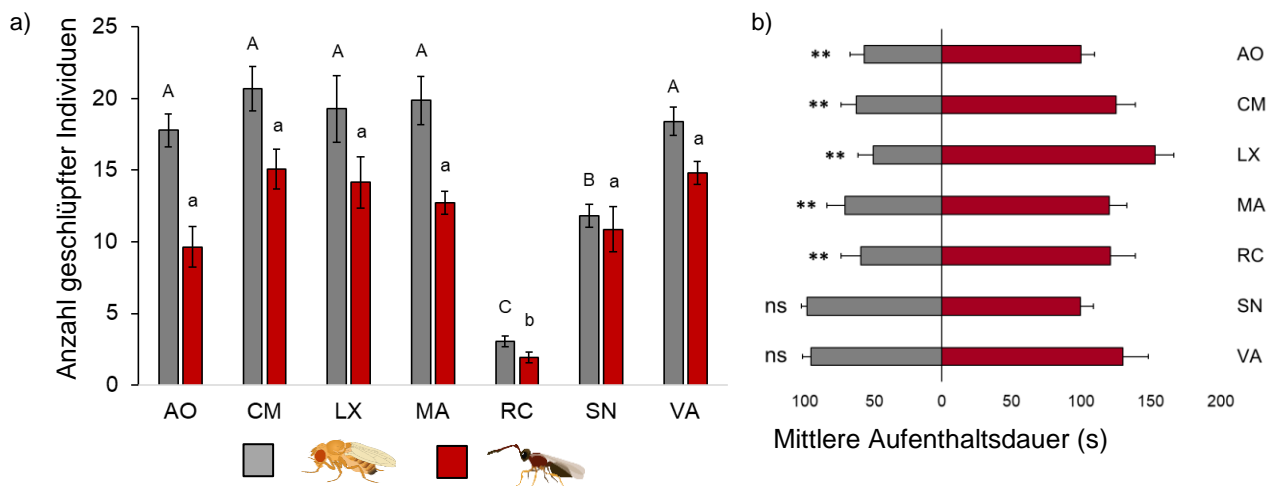 a)
Anzahl geschlüpfter Individuen
25
20
15
10
5
0
A
a
A
a
A
a
A
a
C
b
B
a
A
a
AO CM LX MA RC SN VA
b)
** AO
** CM
** LX
** MA
** RC
ns SN
ns VA
100 50 0 50 100 150 200
Mittlere Aufenthaltsdauer (s)